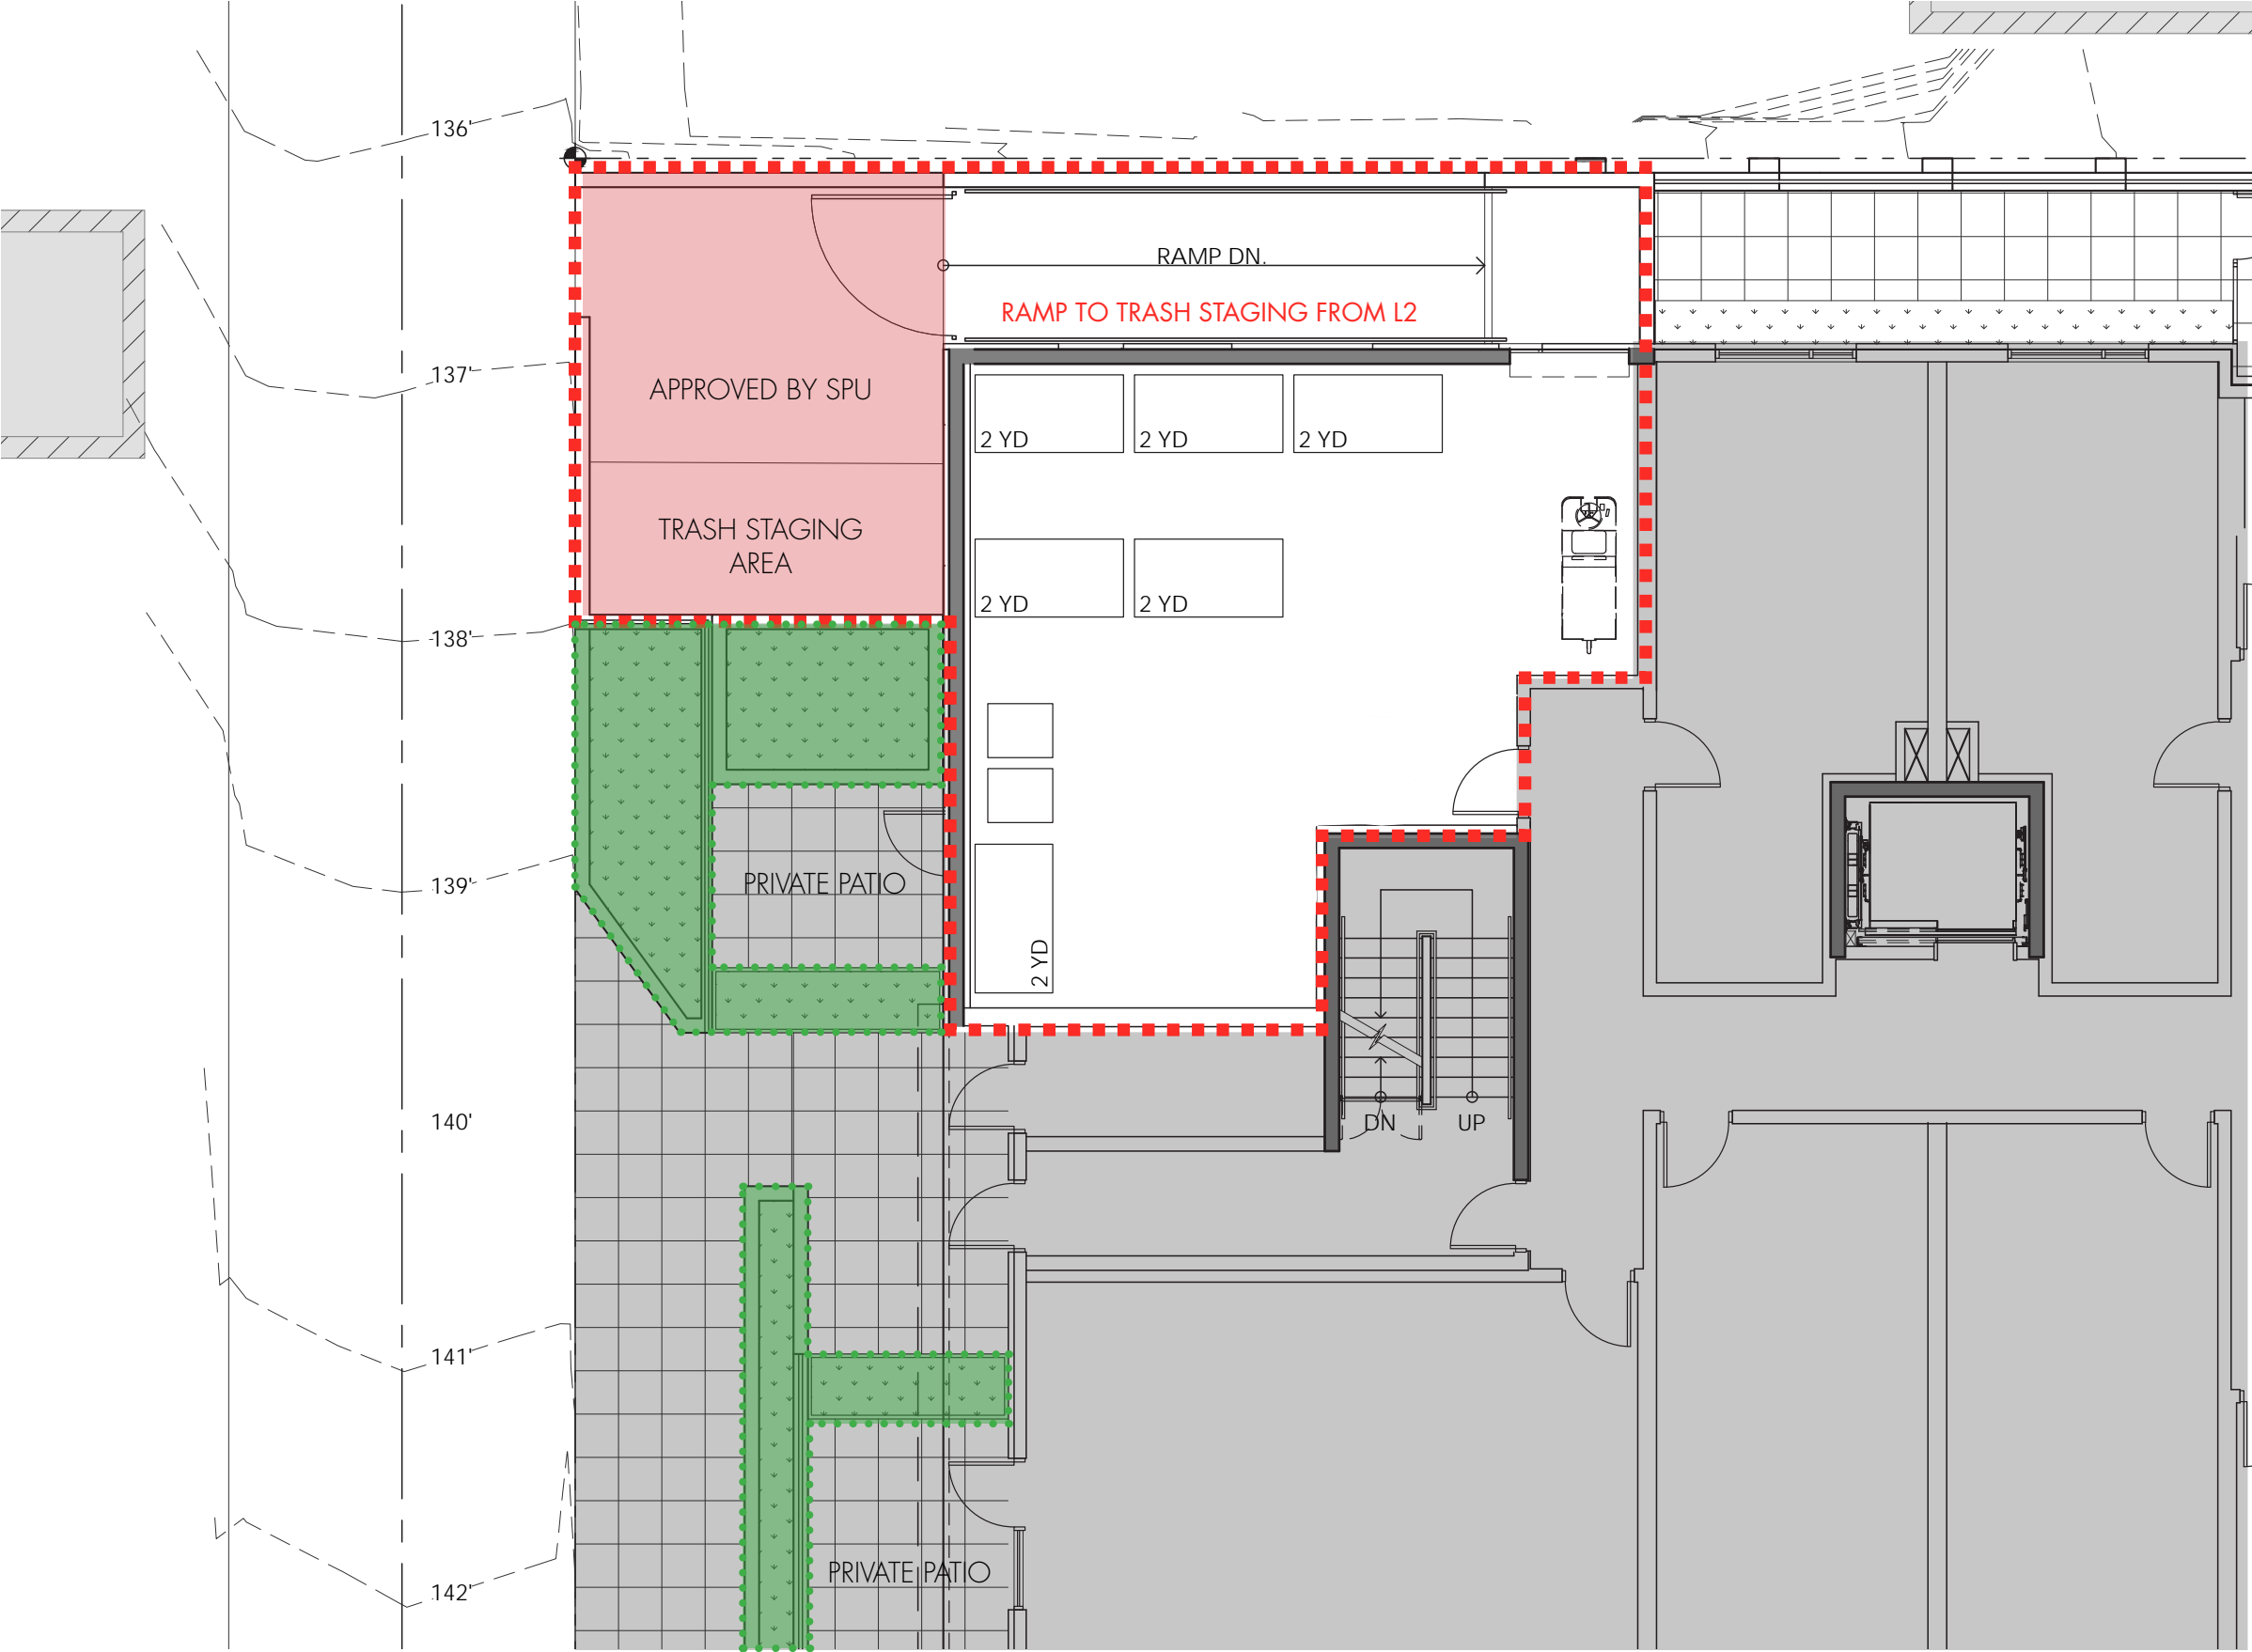 136'
RAMP DN.
RAMP TO TRASH STAGING FROM L2
137'
APPROVED BY SPU
2 YD
2 YD
2 YD
TRASH STAGING
AREA
2 YD
2 YD
138'
139'
PRIVATE PATIO
2 YD
140'
DN
UP
141'
142'
PRIVATE PATIO